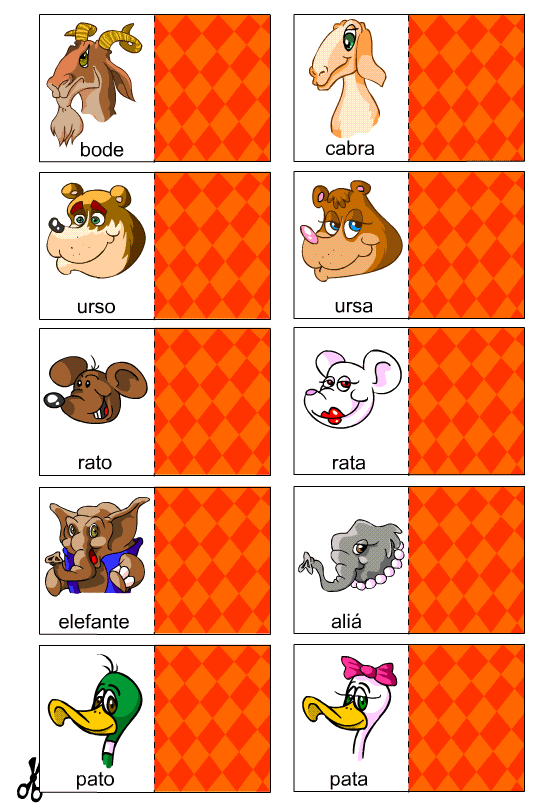 bode
cabra
urso
ursa
rato
rata
elefante
aliá
pato
pata